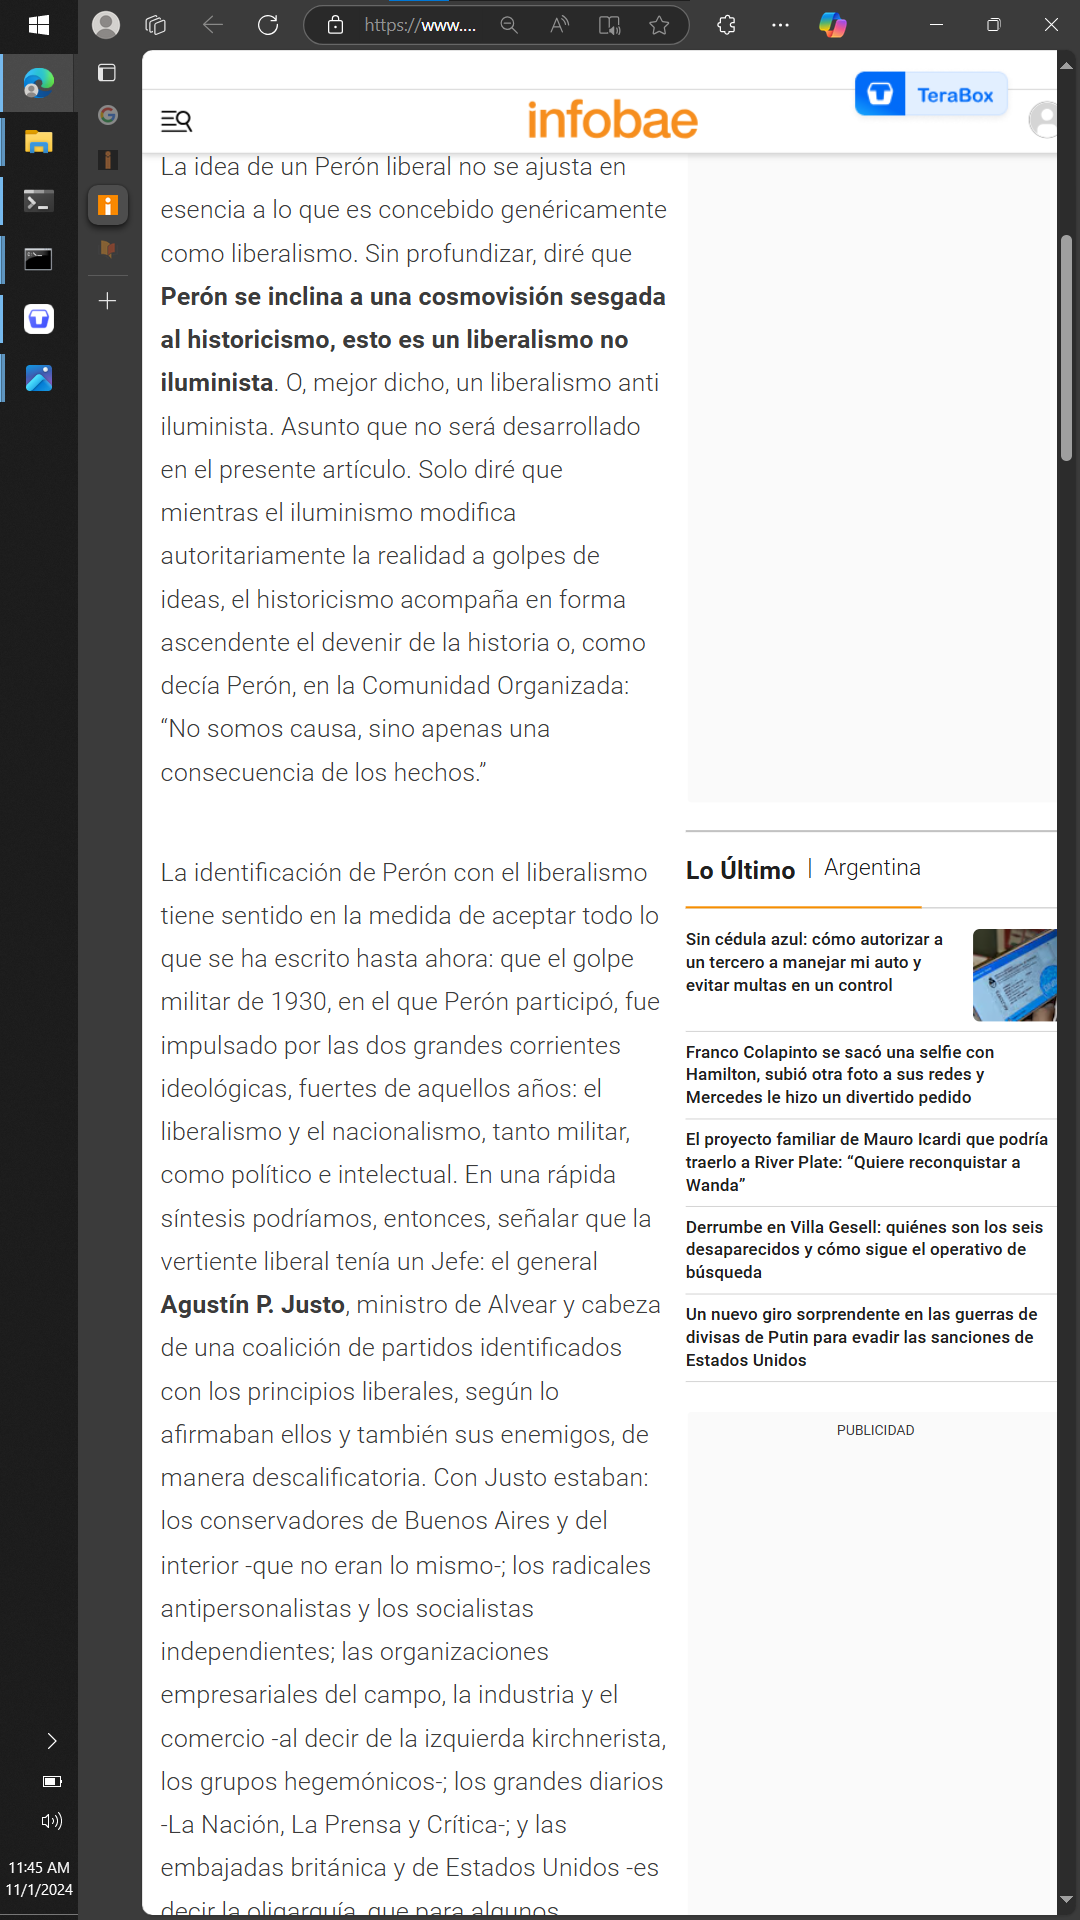 https://www....
TeraBox
infobae
La idea de un Perón liberal no se ajusta en
esencia a lo que es concebido genéricamente
como liberalismo. Sin profundizar, diré que
Perón se inclina a una cosmovisión sesgada
al historicismo, esto es un liberalismo no
iluminista. O, mejor dicho, un liberalismo anti
iluminista. Asunto que no será desarrollado
en el presente artículo. Solo diré que
mientras el iluminismo modifica
autoritariamente la realidad a golpes de
ideas, el historicismo acompaña en forma
ascendente el devenir de la historia o, como
decía Perón, en la Comunidad Organizada:
“No somos causa, sino apenas una
consecuencia de los hechos.”
La identificación de Perón con el liberalismo
tiene sentido en la medida de aceptar todo lo
que se ha escrito hasta ahora: que el golpe
militar de 1930, en el que Perón participó, fue
impulsado por las dos grandes corrientes
ideológicas, fuertes de aquellos años: el
liberalismo y el nacionalismo, tanto militar,
como político e intelectual. En una rápida
síntesis podríamos, entonces, señalar que la
vertiente liberal tenía un Jefe: el general
Agustín P. Justo, ministro de Alvear y cabeza
de una coalición de partidos identificados
con los principios liberales, según lo
afirmaban ellos y también sus enemigos, de
manera descalificatoria. Con Justo estaban:
los conservadores de Buenos Aires y del
interior -que no eran lo mismo-; los radicales
antipersonalistas y los socialistas
independientes; las organizaciones
empresariales del campo, la industria y el
comercio -al decir de la izquierda kirchnerista,
los grupos hegemónicos-; los grandes diarios
-La Nación, La Prensa y Crítica-; y las
embajadas británica y de Estados Unidos -es
decir la oligarquía, que para algunos
Lo Último | Argentina
Sin cédula azul: cómo autorizar a
un tercero a manejar mi auto y
evitar multas en un control
Franco Colapinto se sacó una selfie con
Hamilton, subió otra foto a sus redes y
Mercedes le hizo un divertido pedido
El proyecto familiar de Mauro Icardi que podría
traerlo a River Plate: “Quiere reconquistar a
Wanda”
Derrumbe en Villa Gesell: quiénes son los seis
desaparecidos y cómo sigue el operativo de
búsqueda
Un nuevo giro sorprendente en las guerras de
divisas de Putin para evadir las sanciones de
Estados Unidos
PUBLICIDAD
11:45 AM
11/1/2024